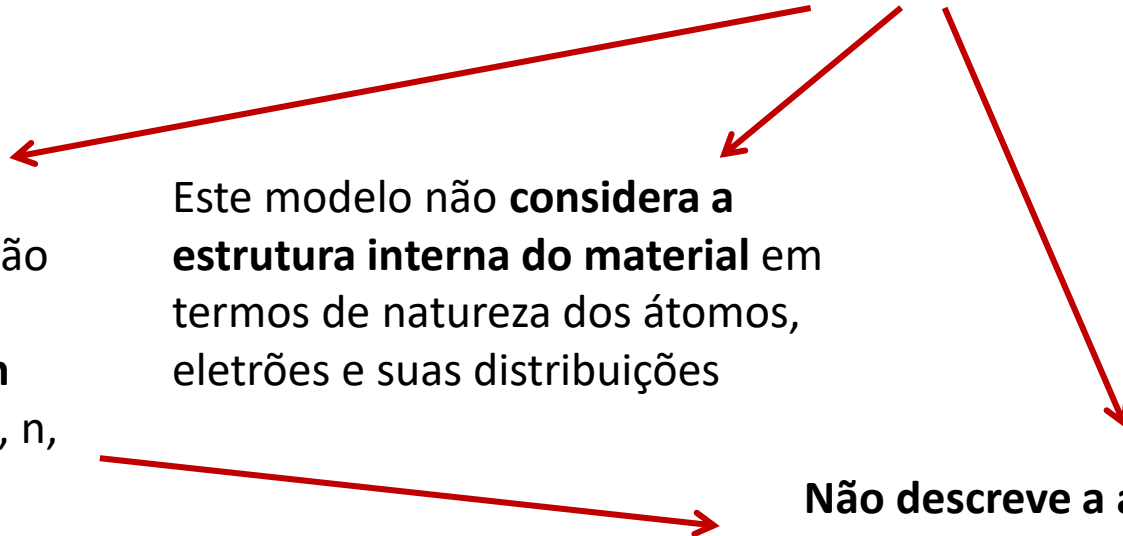 Este modelo não considera a
estrutura interna do material em
termos de natureza dos átomos,
eletrões e suas distribuições
ão
, n,
Não descreve a a